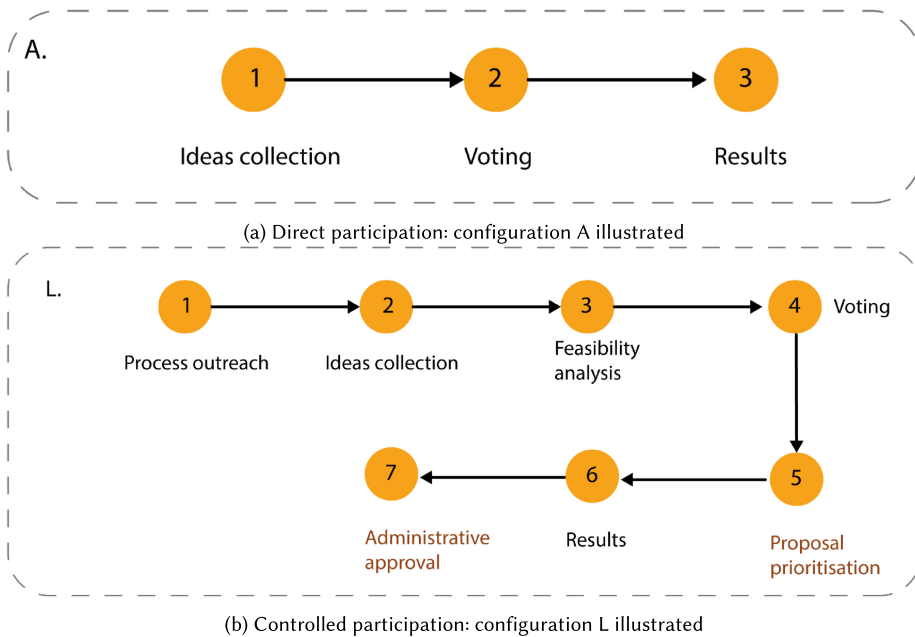 A.
1 2 3
Ideas collection Voting Results
(a) Direct participation: configuration A illustrated
L.
1 2 3 4 Voting
Process outreach Ideas collection Feasibility
analysis
7 6 5
Administrative
approval
Results
Proposal
prioritisation
(b) Controlled participation: configuration L illustrated